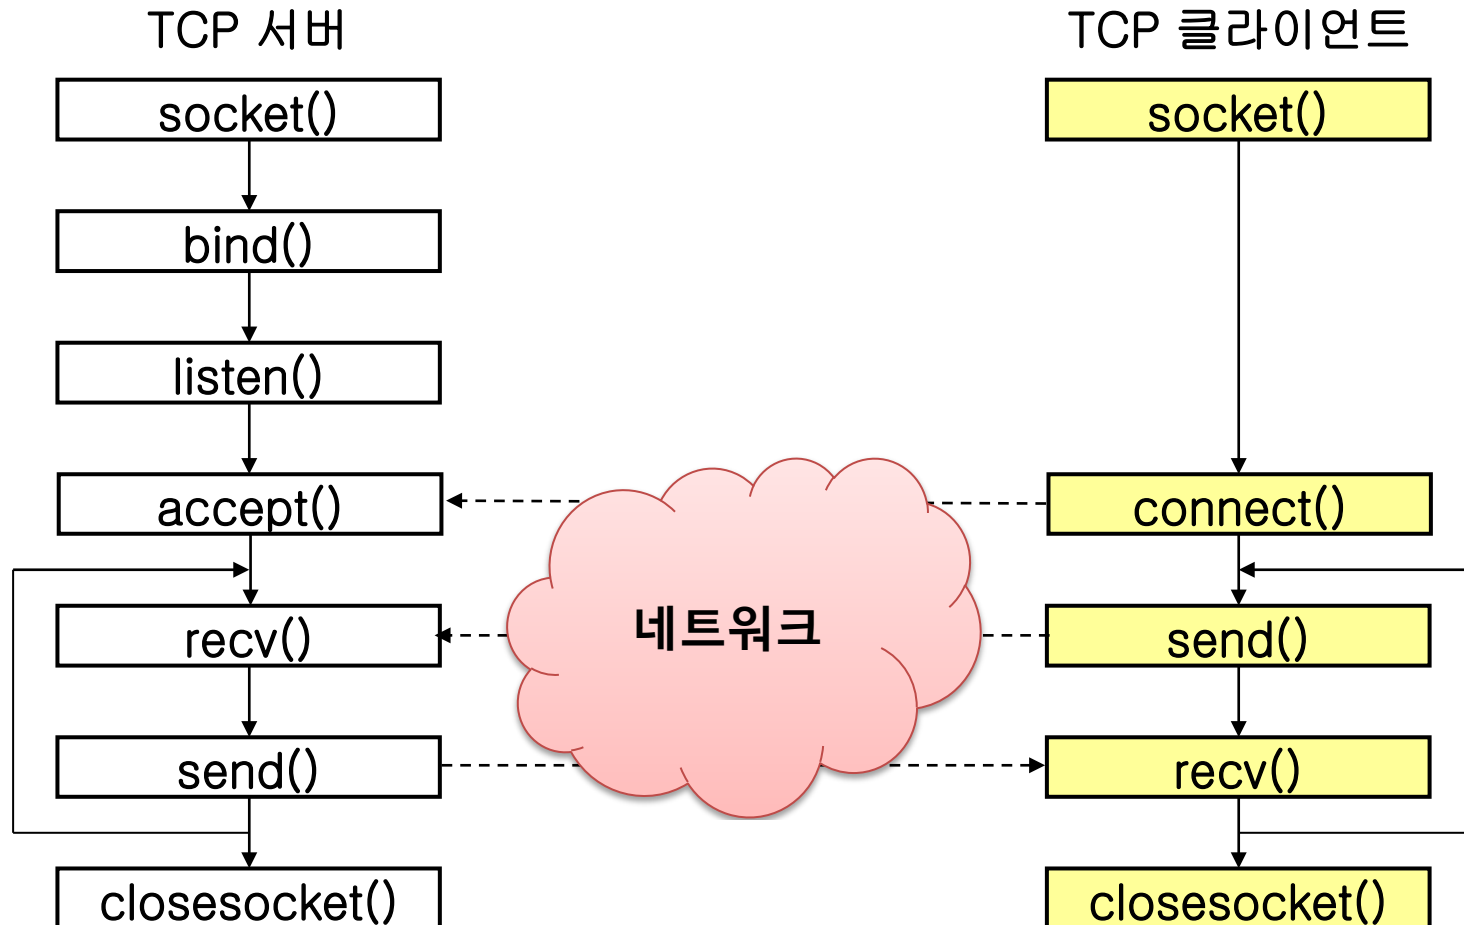 TCP 서버
TCP 클라이언트
socket()
socket()
bind()
listen()
accept()
connect()
네트워크
recv()
send()
send()
recv()
closesocket()
closesocket()